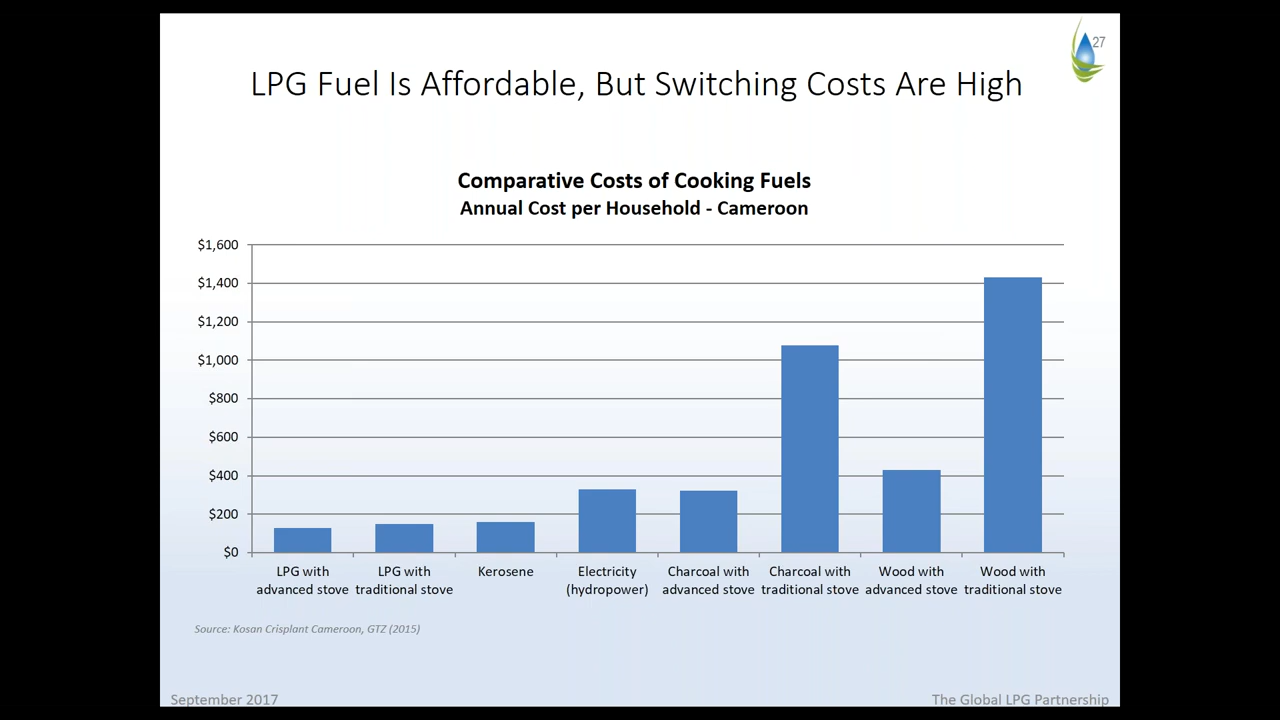 27
LPG Fuel Is Affordable, But Switching Costs Are High
Comparative Costs of Cooking Fuels
Annual Cost per Household - Cameroon
$1,600
$1,400
$1,200
$1,000
$800
$600
$400
$200
$0
LPG with advanced stove
LPG with traditional stove
Kerosene
Electricity (hydropower)
Charcoal with advanced stove
Charcoal with traditional stove
Wood with advanced stove
Wood with traditional stove
Source: Kosan Crisplant Cameroon, GTZ (2015)
September 2017
The Global LPG Partnership